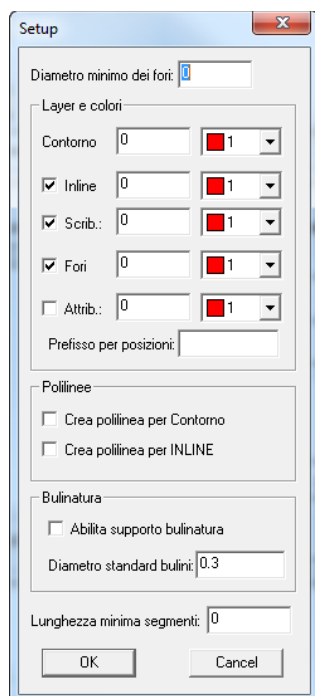 Setup
Diametro minimo dei fori: 0
Layer e colori
Contorno 0 1
Inline 0 1
Scrib.: 0 1
Fori 0 1
Attrib.: 0 1
Prefisso per posizioni:
Polilinee
Crea polilinea per Contorno
Crea polilinea per INLINE
Bulinatura
Abilita supporto bulinatura
Diametro standard bulini: 0.3
Lunghezza minima segmenti: 0
OK Cancel